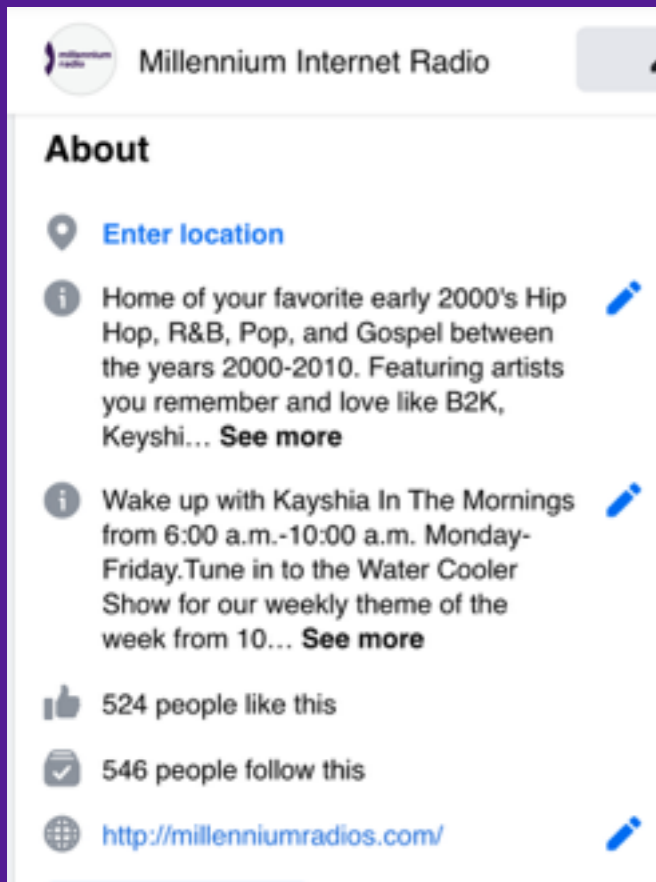 millennium
radio
Millennium Internet Radio
About
Enter location
Home of your favorite early 2000's Hip
Hop, R&B, Pop, and Gospel between
the years 2000-2010. Featuring artists
you remember and love like B2K,
Keyshi... See more
Wake up with Kayshia In The Mornings
from 6:00 a.m.-10:00 a.m. Monday-
Friday.Tune in to the Water Cooler
Show for our weekly theme of the
week from 10... See more
524 people like this
546 people follow this
http://millenniumradios.com/